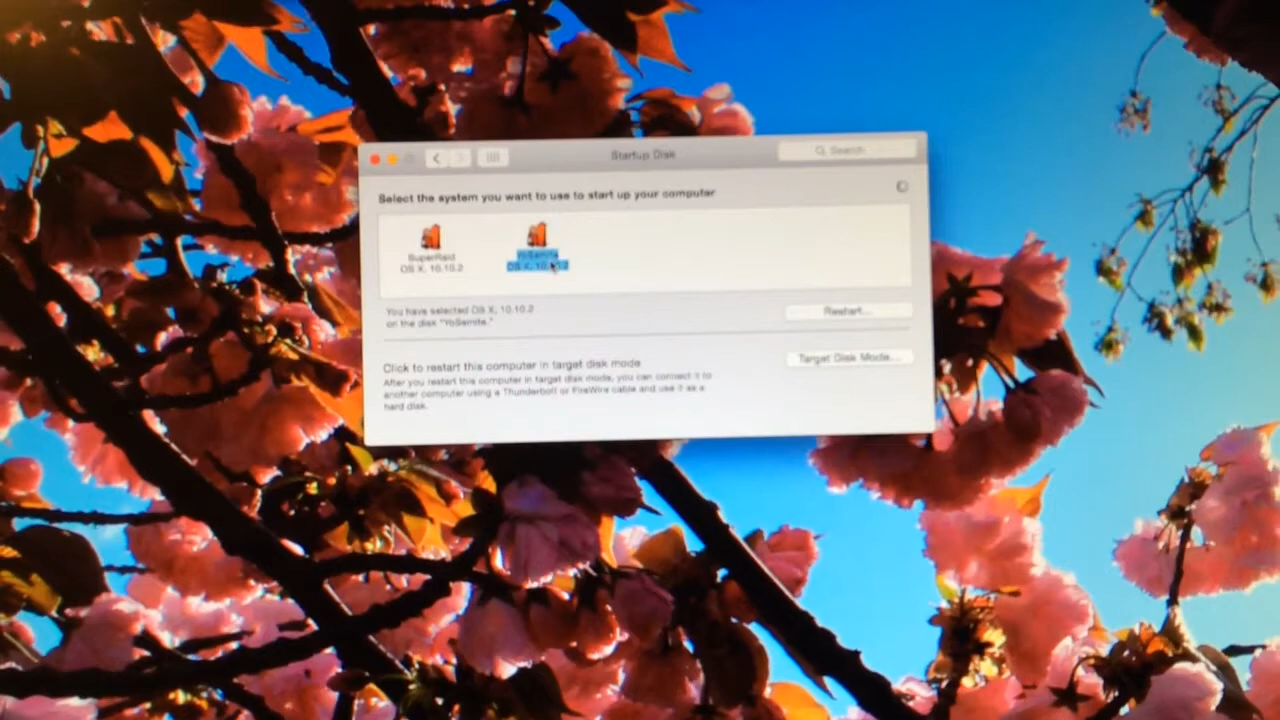 Startup Disk
Search
Select the system you want to use to start up your computer
SuperRaid
OS X, 10.10.2
YoSemite
OS X, 10.10.2
You have selected OS X, 10.10.2
on the disk "YoSemite."
Restart...
Click to restart this computer in target disk mode
Target Disk Mode...
After you restart this computer in target disk mode, you can connect it to
another computer using a Thunderbolt or FireWire cable and use it as a
hard disk.